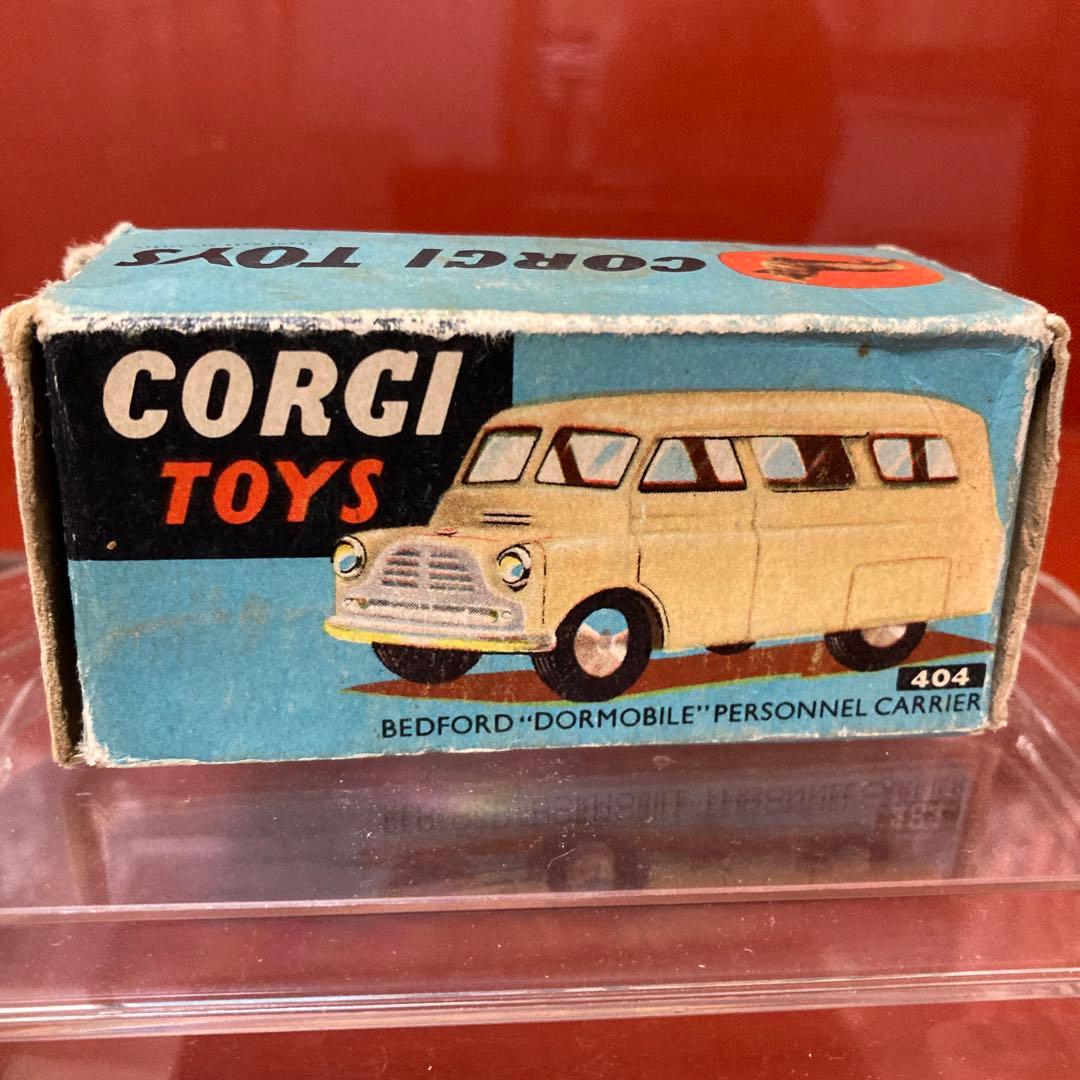 CORGI TOYS
CORGI
TOYS
404
BEDFORD "DORMOBILE" PERSONNEL CARRIER